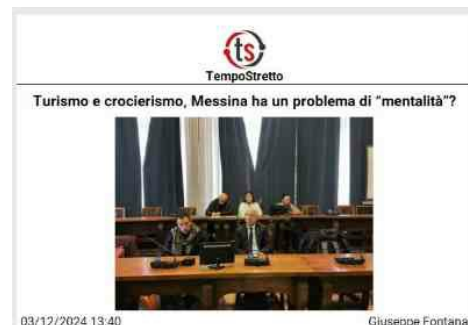 ts
TempoStretto
Turismo e crocierismo, Messina ha un problema di “mentalità”?
03/12/2024 13:40
Giuseppe Fontana